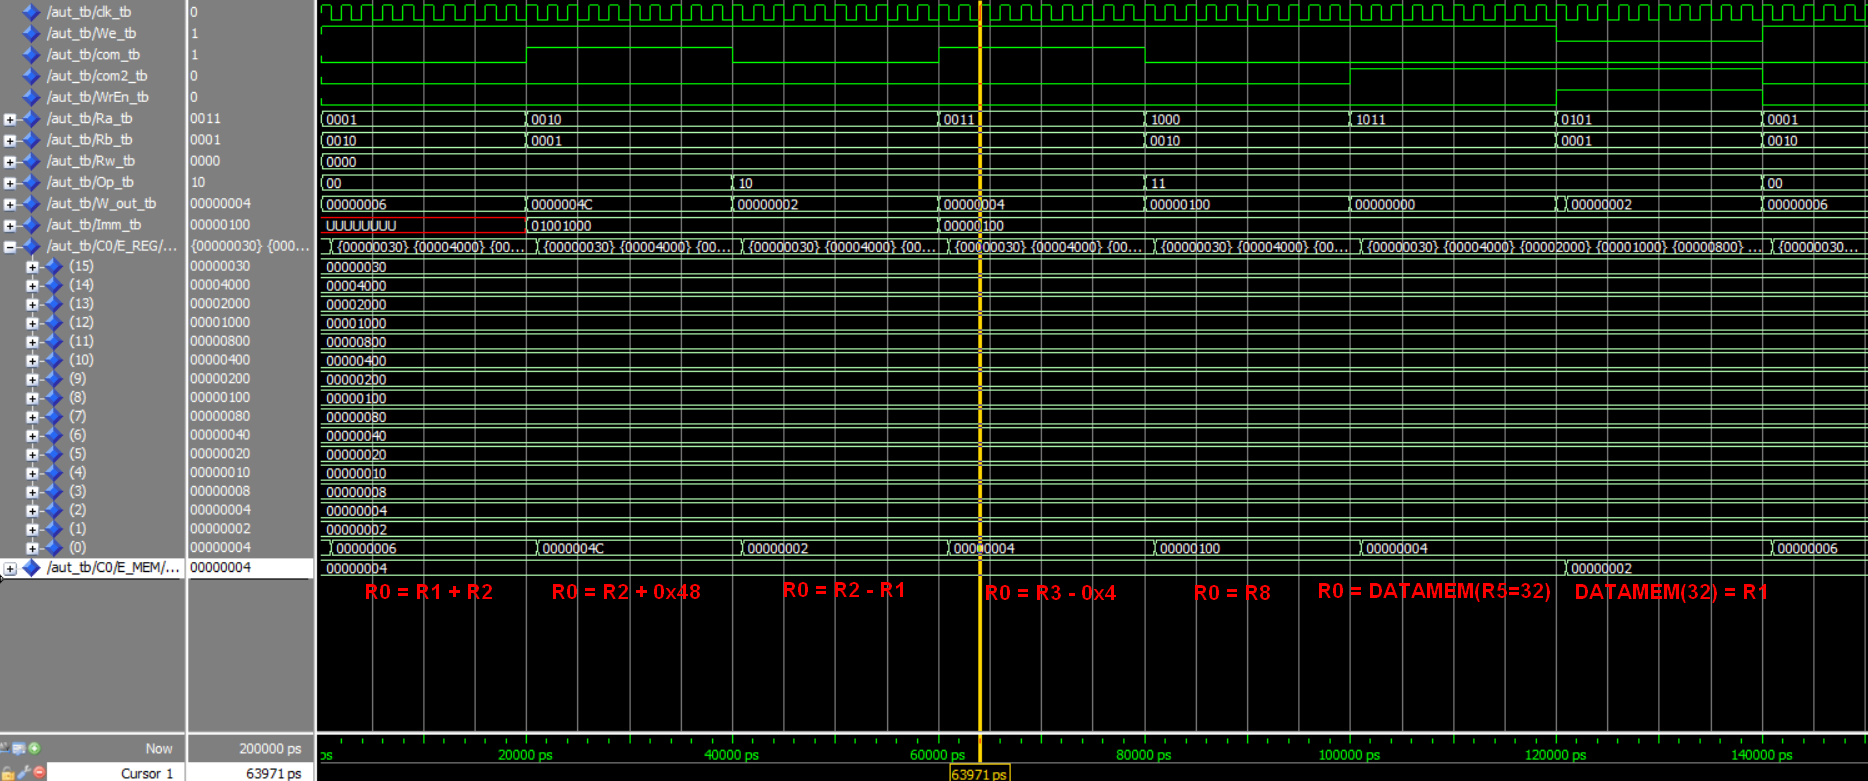 /aut_tb/clk_tb 0
/aut_tb/We_tb 1
/aut_tb/com_tb 1
/aut_tb/com2_tb 0
/aut_tb/WrEn_tb 0
/aut_tb/Ra_tb 0011 0001 0010 0011 1000 1011 0101 0001
/aut_tb/Rb_tb 0001 0010 0001 0010 0001 0010
/aut_tb/Rw_tb 0000 0000
/aut_tb/Op_tb 10 00 10 11 00
/aut_tb/W_out_tb 00000004 00000006 0000004C 00000002 00000004 00000100 00000000 00000002 00000006
/aut_tb/Imm_tb 00000100 UUUUUUUU 01001000 00000100
/aut_tb/C0/E_REG/... {00000030} {000... {00000030} {00004000} {00... {00000030} {00004000} {00... {00000030} {00004000} {00... {00000030} {00004000} {00... {00000030} {00004000} {00... {00000030} {00004000} {00002000} {00001000} {00000800} ... {00000030...
(15) 00000030 00000030
(14) 00004000 00004000
(13) 00002000 00002000
(12) 00001000 00001000
(11) 00000800 00000800
(10) 00000400 00000400
(9) 00000200 00000200
(8) 00000100 00000100
(7) 00000080 00000080
(6) 00000040 00000040
(5) 00000020 00000020
(4) 00000010 00000010
(3) 00000008 00000008
(2) 00000004 00000004
(1) 00000002 00000002
(0) 00000004 00000006 0000004C 00000002 00000004 00000100 00000004 00000006
/aut_tb/C0/E_MEM/... 00000004 00000004 00000002
R0 = R1 + R2 R0 = R2 + 0x48 R0 = R2 - R1 R0 = R3 - 0x4 R0 = R8 R0 = DATAMEM(R5=32) DATAMEM(32) = R1
Now 200000 ps ps 20000 ps 40000 ps 60000 ps 80000 ps 100000 ps 120000 ps 140000 ps
Cursor 1 63971 ps 63971 ps